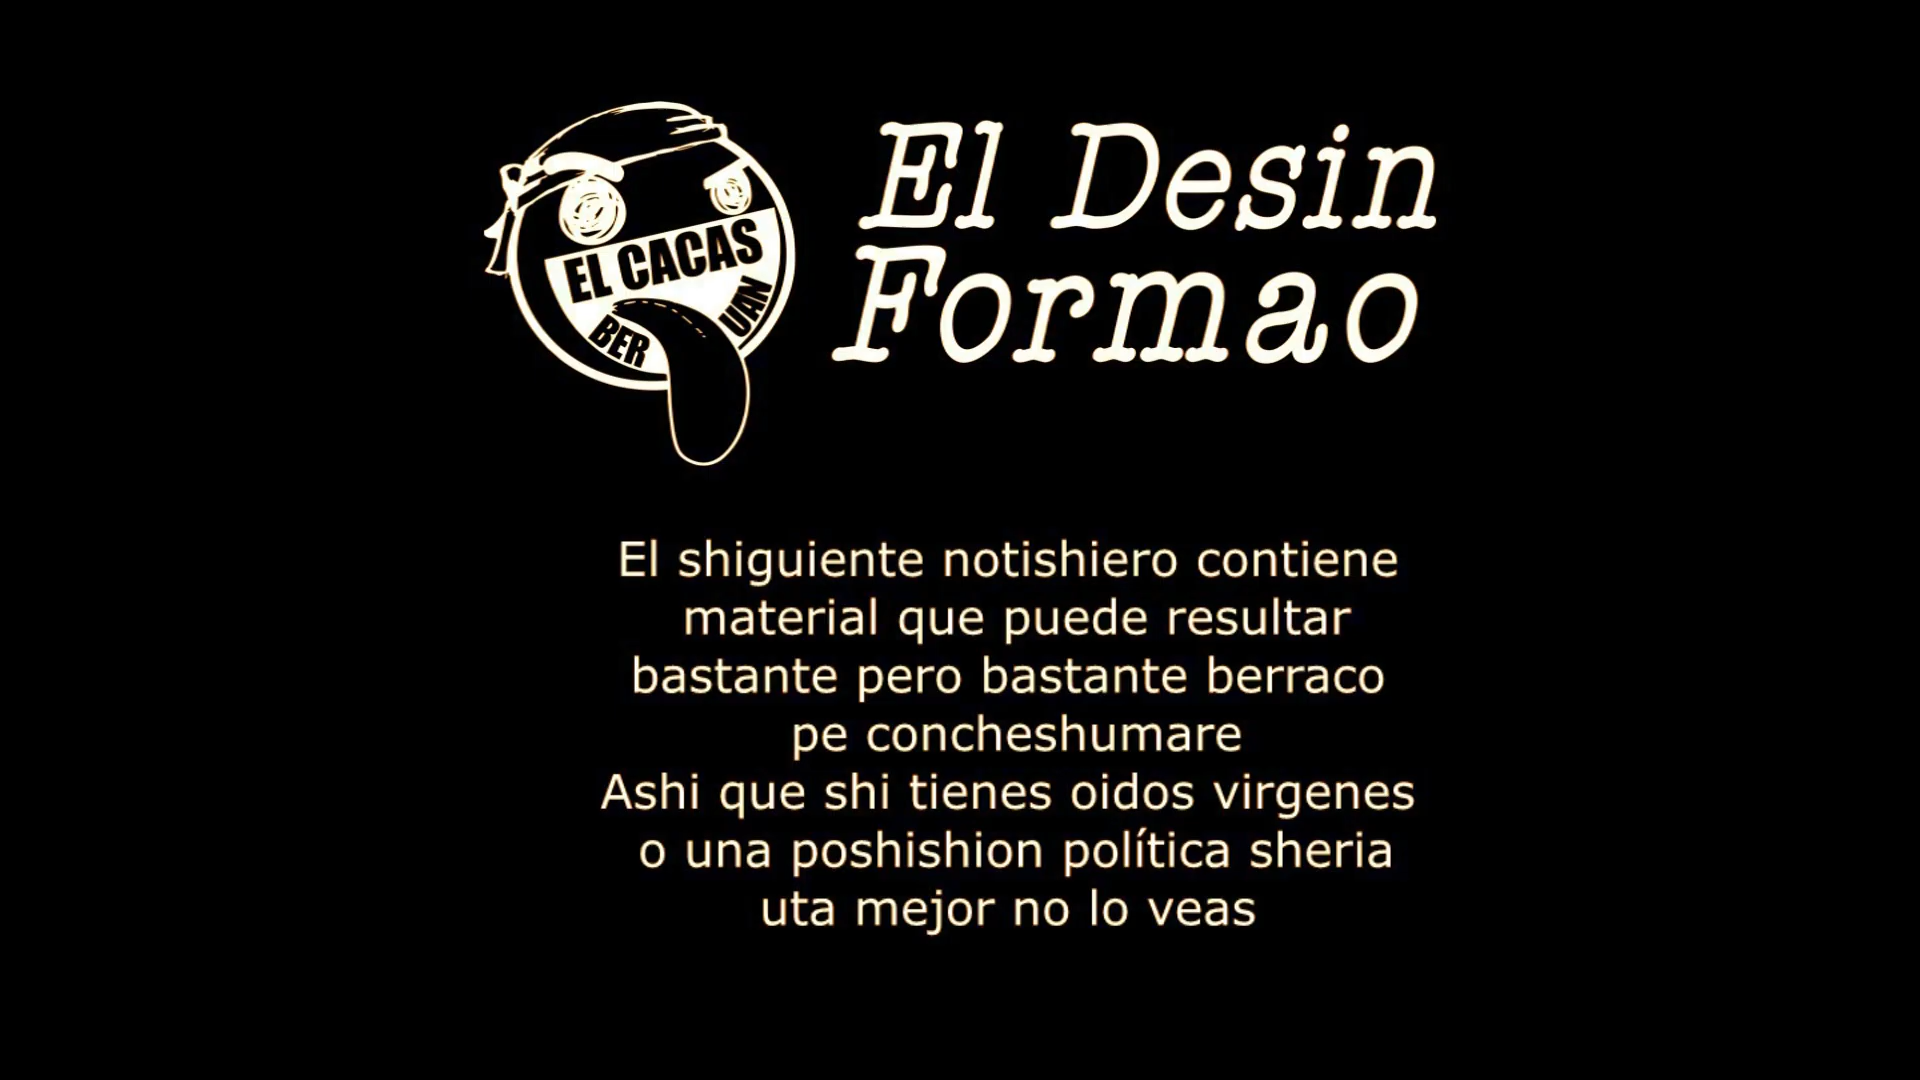 EL CACAS
BER
UAN
El Desin
Formao
El shiguiente notishiero contiene
material que puede resultar
bastante pero bastante berraco
pe concheshumare
Ashi que shi tienes oidos virgenes
o una poshishion política sheria
uta mejor no lo veas